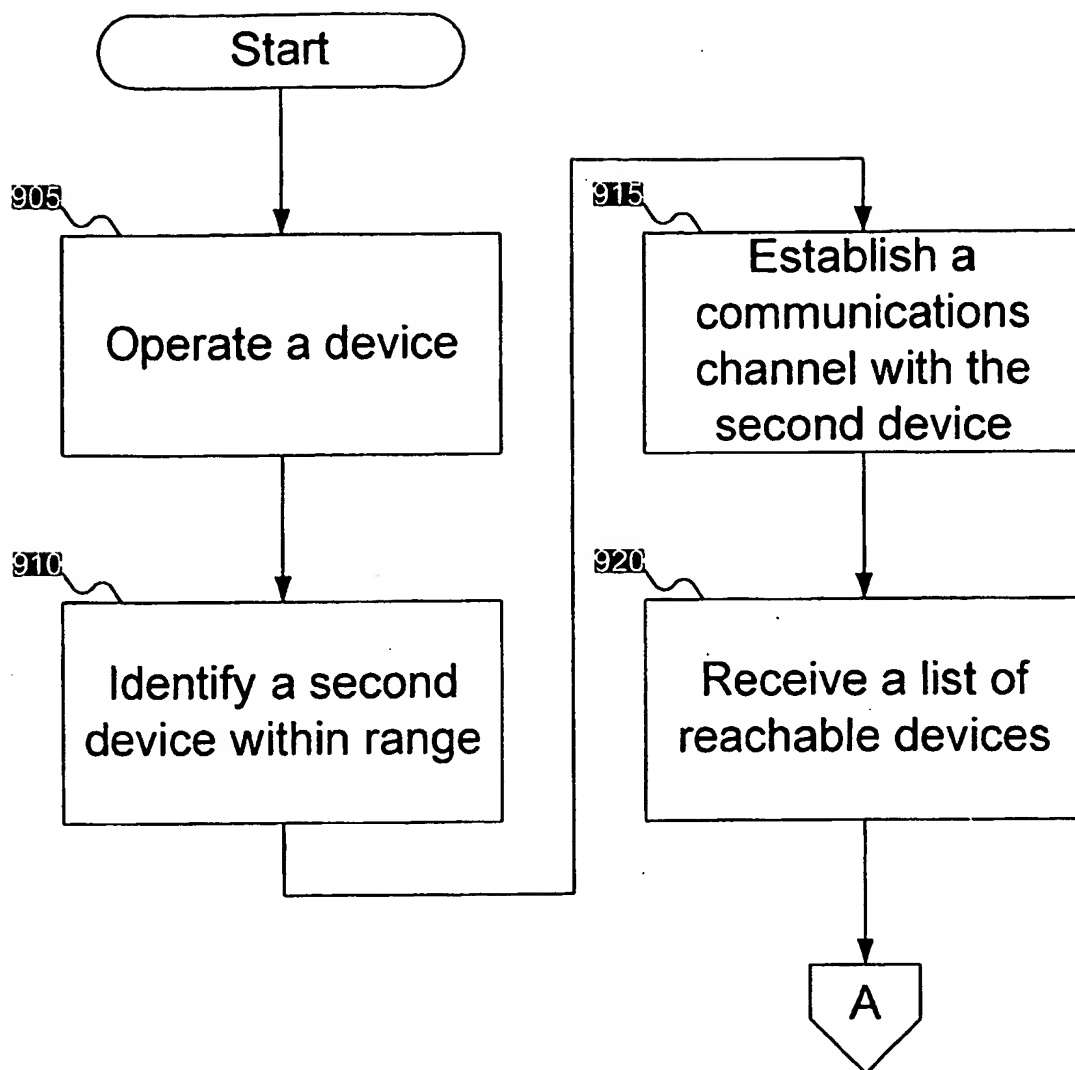 Start
905
Operate a device
910
Identify a second
device within range
915
Establish a
communications
channel with the
second device
920
Receive a list of
reachable devices
A